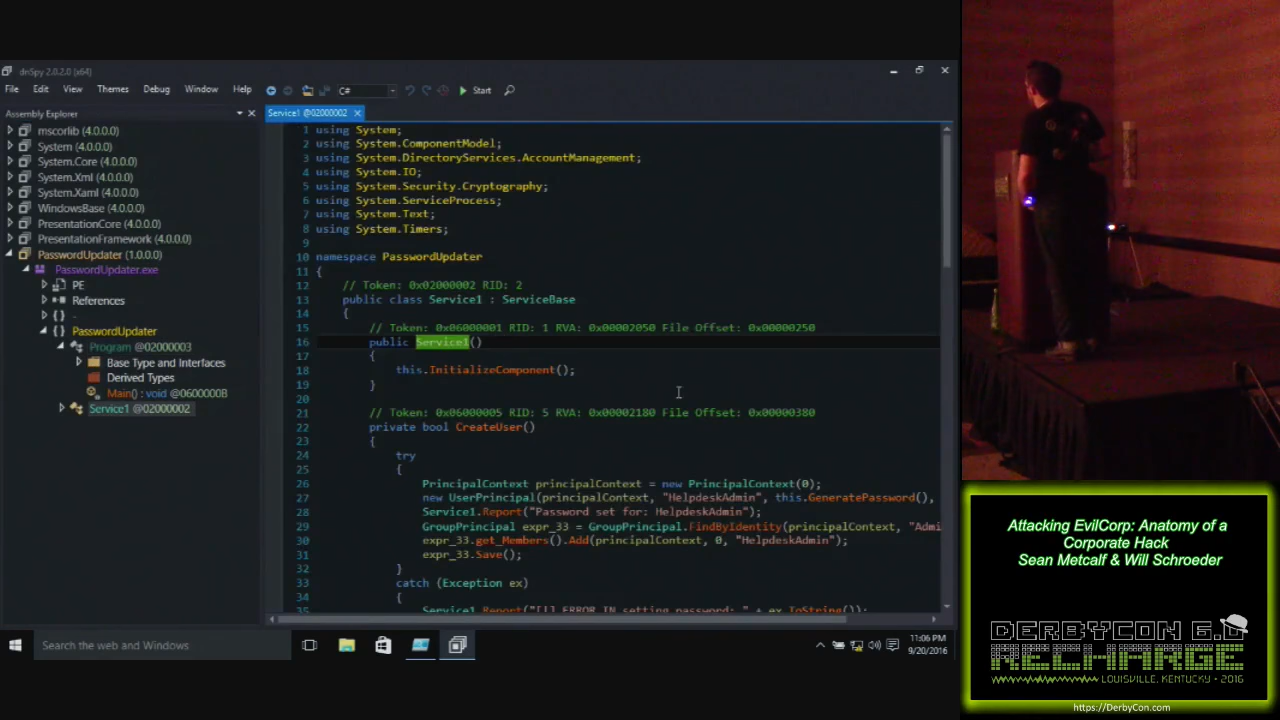 dnSpy 2.0.2.0 (x64)
File Edit View Themes Debug Window Help C# Start
Assembly Explorer
mscorlib (4.0.0.0)
System (4.0.0.0)
System.Core (4.0.0.0)
System.Xml (4.0.0.0)
System.Xaml (4.0.0.0)
WindowsBase (4.0.0.0)
PresentationCore (4.0.0.0)
PresentationFramework (4.0.0.0)
PasswordUpdater (1.0.0.0)
PasswordUpdater.exe
PE
References
{ } -
{ } PasswordUpdater
Program @02000003
Base Type and Interfaces
Derived Types
Main() : void @0600000B
Service1 @02000002
Service1 @02000002
1 using System;
2 using System.ComponentModel;
3 using System.DirectoryServices.AccountManagement;
4 using System.IO;
5 using System.Security.Cryptography;
6 using System.ServiceProcess;
7 using System.Text;
8 using System.Timers;
9
10 namespace PasswordUpdater
11 {
12 // Token: 0x02000002 RID: 2
13 public class Service1 : ServiceBase
14 {
15 // Token: 0x06000001 RID: 1 RVA: 0x00002050 File Offset: 0x00000250
16 public Service1()
17 {
18 this.InitializeComponent();
19 }
20
21 // Token: 0x06000005 RID: 5 RVA: 0x00002180 File Offset: 0x00000380
22 private bool CreateUser()
23 {
24 try
25 {
26 PrincipalContext principalContext = new PrincipalContext(0);
27 new UserPrincipal(principalContext, "HelpdeskAdmin", this.GeneratePassword(),
28 Service1.Report("Password set for: HelpdeskAdmin");
29 GroupPrincipal expr_33 = GroupPrincipal.FindByIdentity(principalContext, "Admi
30 expr_33.get_Members().Add(principalContext, 0, "HelpdeskAdmin");
31 expr_33.Save();
32 }
33 catch (Exception ex)
34 {
35 Service1.Report("[!] ERROR IN setting password: " + ex.ToString());
Search the web and Windows
11:06 PM
9/20/2016
Attacking EvilCorp: Anatomy of a
Corporate Hack
Sean Metcalf & Will Schroeder
DERBYCON 6.0
RECHARGE
LOUISVILLE, KENTUCKY • 2016
https://DerbyCon.com